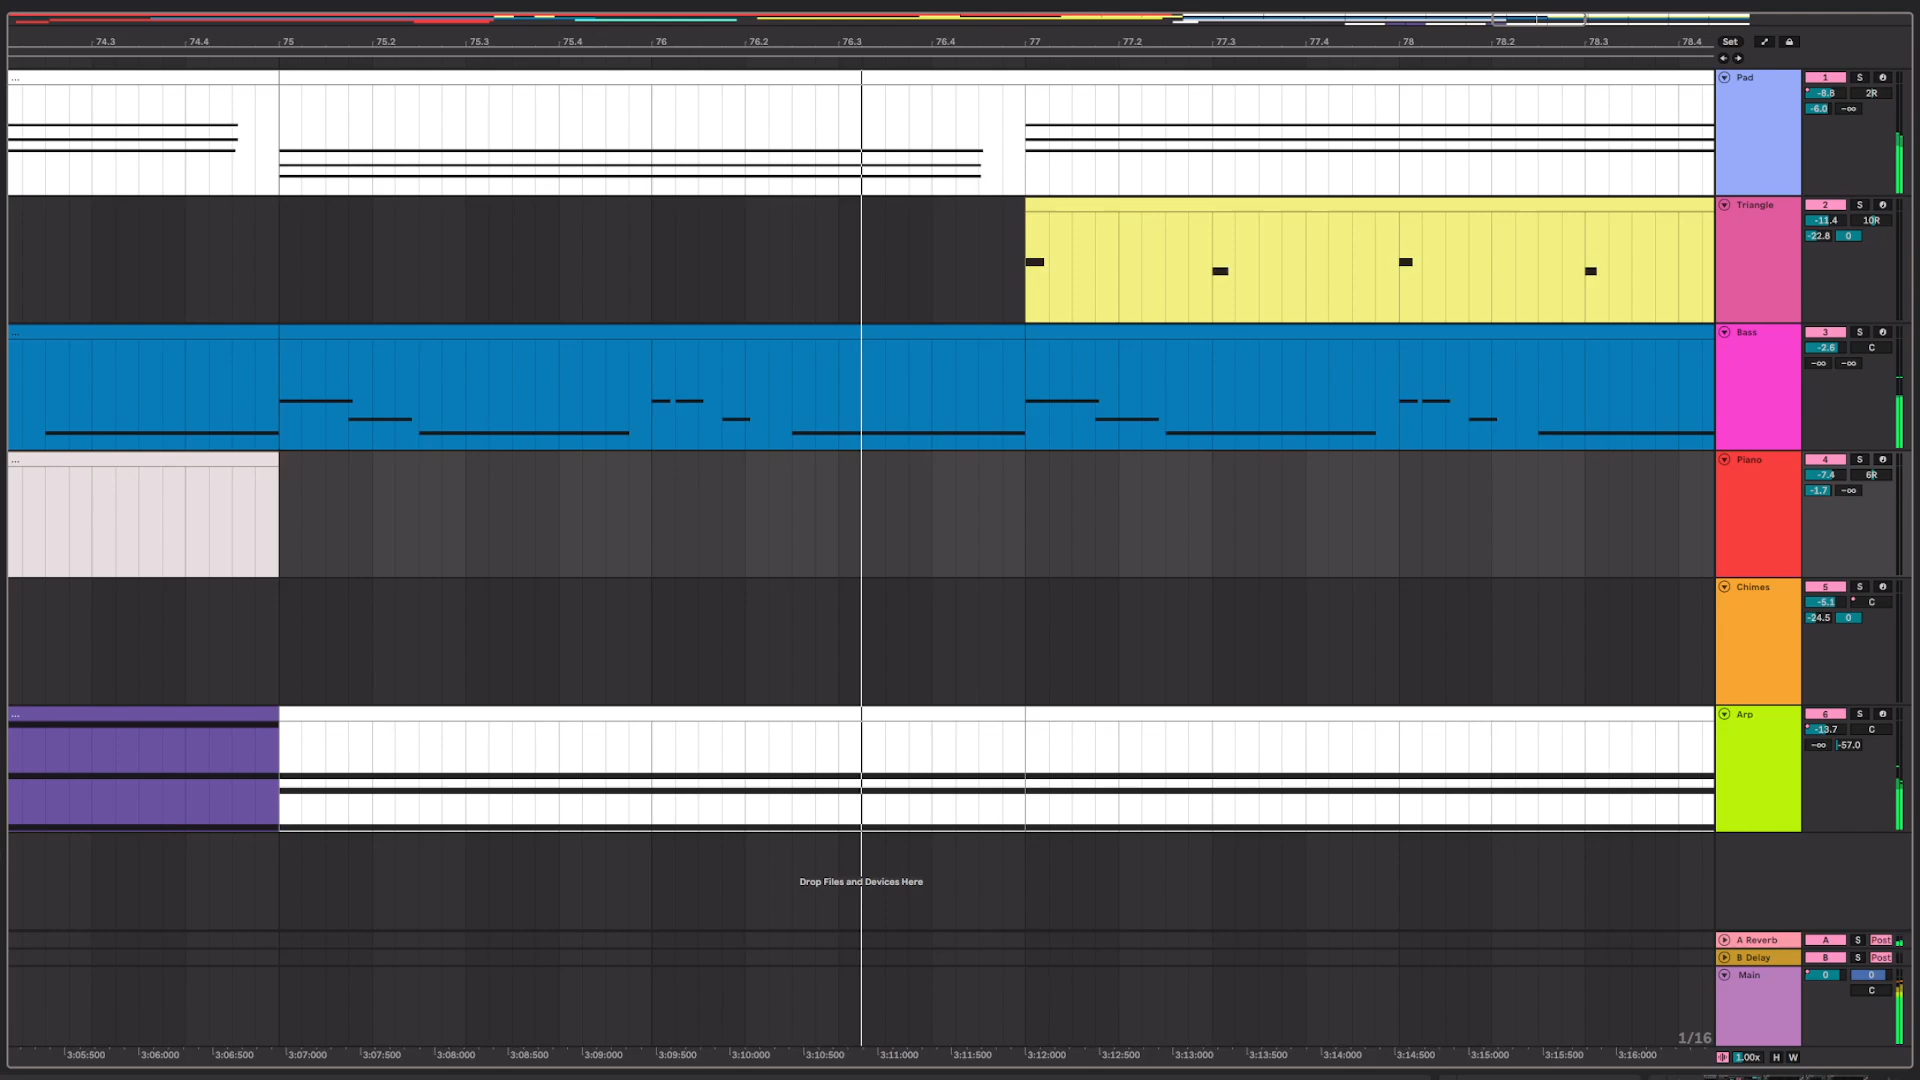 74.3 74.4 75 75.2 75.3 75.4 76 76.2 76.3 76.4 77 77.2 77.3 77.4 78 78.2 78.3 78.4 Set
...
Pad 1 S
-8.8 2R
-6.0 -∞
Triangle 2 S
-11.4 10R
-22.8 0
...
Bass 3 S
-2.6 C
-∞ -∞
...
Piano 4 S
-7.4 6R
-1.7 -∞
Chimes 5 S
-5.1 C
-24.5 0
...
Arp 6 S
-13.7 C
-∞ -57.0
Drop Files and Devices Here
A Reverb A S Post
B Delay B S Post
Main 0 0
C
1/16
3:05:500 3:06:000 3:06:500 3:07:000 3:07:500 3:08:000 3:08:500 3:09:000 3:09:500 3:10:000 3:10:500 3:11:000 3:11:500 3:12:000 3:12:500 3:13:000 3:13:500 3:14:000 3:14:500 3:15:000 3:15:500 3:16:000 1.00x H W